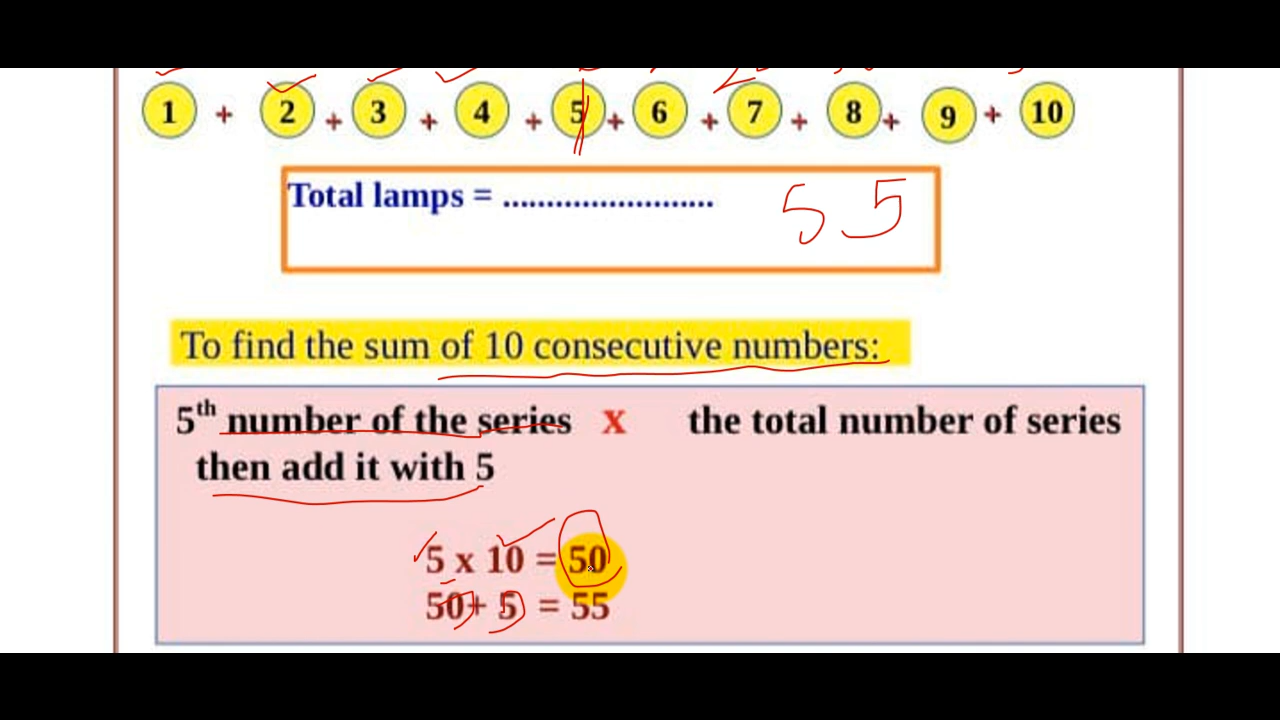 1 + 2 + 3 + 4 + 5 + 6 + 7 + 8 + 9 + 10
Total lamps = ........................ 55
To find the sum of 10 consecutive numbers:
5th number of the series X the total number of series
then add it with 5
5 x 10 = 50
50+ 5 = 55